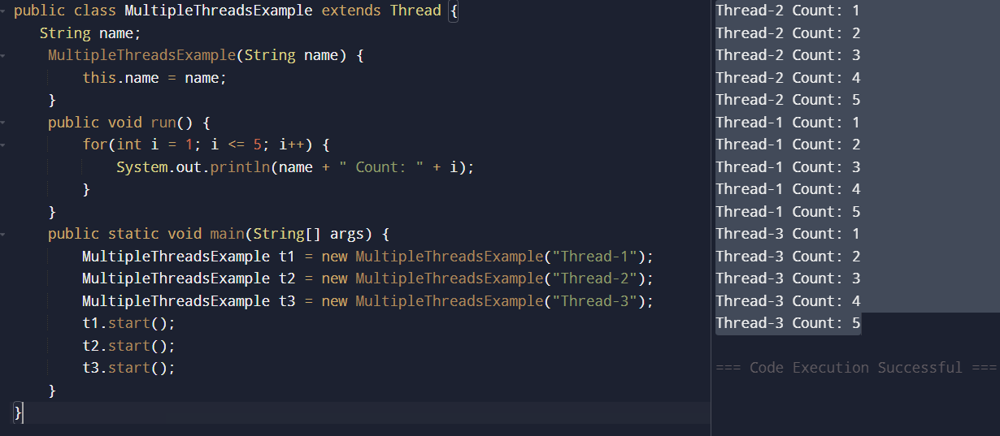 public class MultipleThreadsExample extends Thread {
String name;
MultipleThreadsExample(String name) {
this.name = name;
}
public void run() {
for(int i = 1; i <= 5; i++) {
System.out.println(name + " Count: " + i);
}
}
public static void main(String[] args) {
MultipleThreadsExample t1 = new MultipleThreadsExample("Thread-1");
MultipleThreadsExample t2 = new MultipleThreadsExample("Thread-2");
MultipleThreadsExample t3 = new MultipleThreadsExample("Thread-3");
t1.start();
t2.start();
t3.start();
}
}
Thread-2 Count: 1
Thread-2 Count: 2
Thread-2 Count: 3
Thread-2 Count: 4
Thread-2 Count: 5
Thread-1 Count: 1
Thread-1 Count: 2
Thread-1 Count: 3
Thread-1 Count: 4
Thread-1 Count: 5
Thread-3 Count: 1
Thread-3 Count: 2
Thread-3 Count: 3
Thread-3 Count: 4
Thread-3 Count: 5
=== Code Execution Successful ===